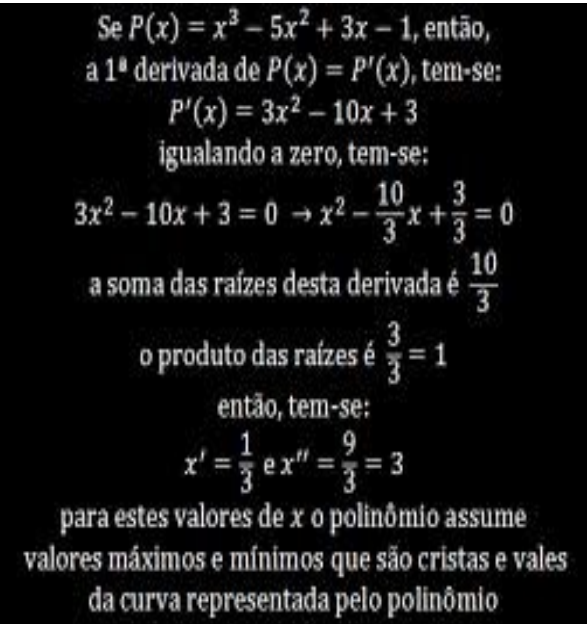 Se P(x) = x³ − 5x² + 3x − 1, então,
a 1ª derivada de P(x) = P'(x), tem-se:
P'(x) = 3x² − 10x + 3
igualando a zero, tem-se:
3x² − 10x + 3 = 0 → x² − 10/3 x + 3/3 = 0
a soma das raízes desta derivada é 10/3
o produto das raízes é 3/3 = 1
então, tem-se:
x' = 1/3 e x'' = 9/3 = 3
para estes valores de x o polinômio assume
valores máximos e mínimos que são cristas e vales
da curva representada pelo polinômio